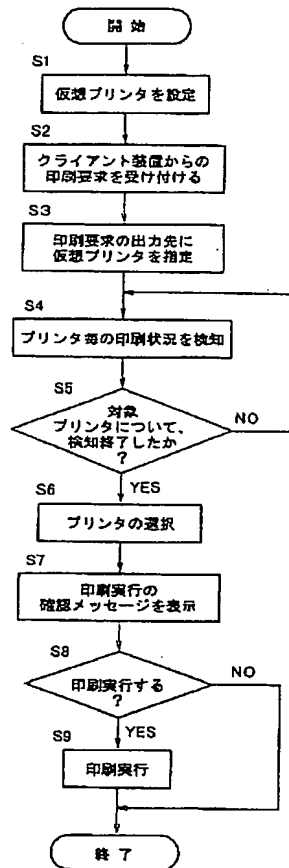 開始
S1
仮想プリンタを設定
S2
クライアント装置からの
印刷要求を受け付ける
S3
印刷要求の出力先に
仮想プリンタを指定
S4
プリンタ毎の印刷状況を検知
S5
対象
プリンタについて、
検知終了したか
?
NO
YES
S6
プリンタの選択
S7
印刷実行の
確認メッセージを表示
S8
印刷実行する
?
NO
YES
S9
印刷実行
終了